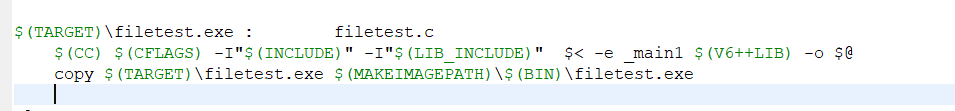 $(TARGET)\filetest.exe :        filetest.c
    $(CC) $(CFLAGS) -I"$(INCLUDE)" -I"$(LIB_INCLUDE)"  $< -e _main1 $(V6++LIB) -o $@
    copy $(TARGET)\filetest.exe $(MAKEIMAGEPATH)\$(BIN)\filetest.exe